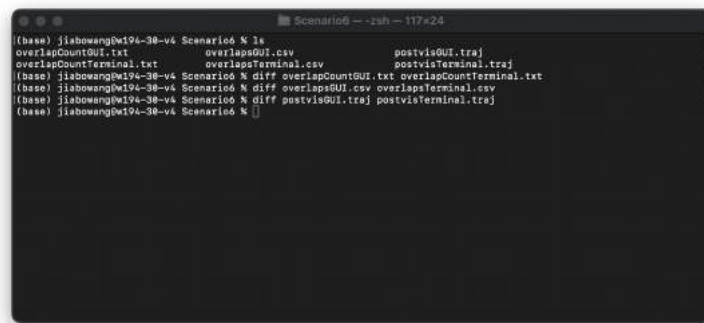 Scenario6 — -zsh — 117×24
(base) jiabowang@w194-30-v4 Scenario6 % ls
overlapCountGUI.txt overlapsGUI.csv postvisGUI.traj
overlapCountTerminal.txt overlapsTerminal.csv postvisTerminal.traj
(base) jiabowang@w194-30-v4 Scenario6 % diff overlapCountGUI.txt overlapCountTerminal.txt
(base) jiabowang@w194-30-v4 Scenario6 % diff overlapsGUI.csv overlapsTerminal.csv
(base) jiabowang@w194-30-v4 Scenario6 % diff postvisGUI.traj postvisTerminal.traj
(base) jiabowang@w194-30-v4 Scenario6 %